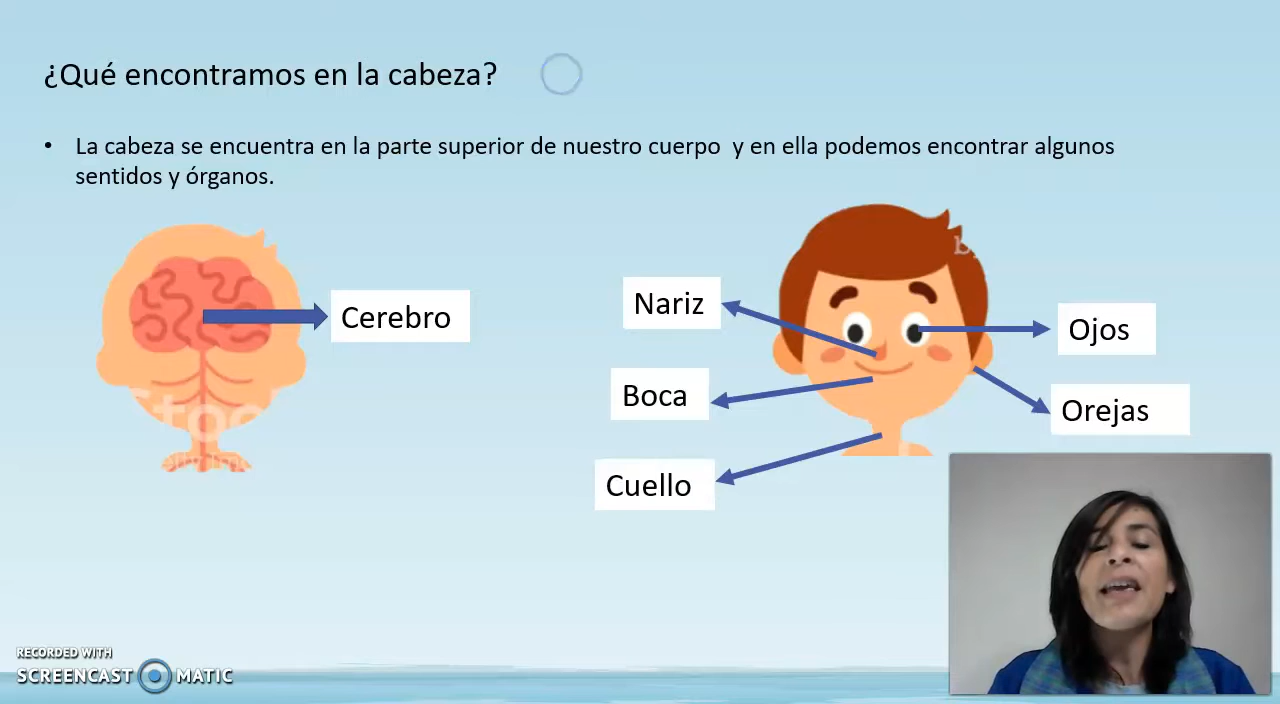 ¿Qué encontramos en la cabeza?
• La cabeza se encuentra en la parte superior de nuestro cuerpo y en ella podemos encontrar algunos
sentidos y órganos.
Cerebro
Nariz
Ojos
Boca
Orejas
Cuello
RECORDED WITH
SCREENCAST MATIC